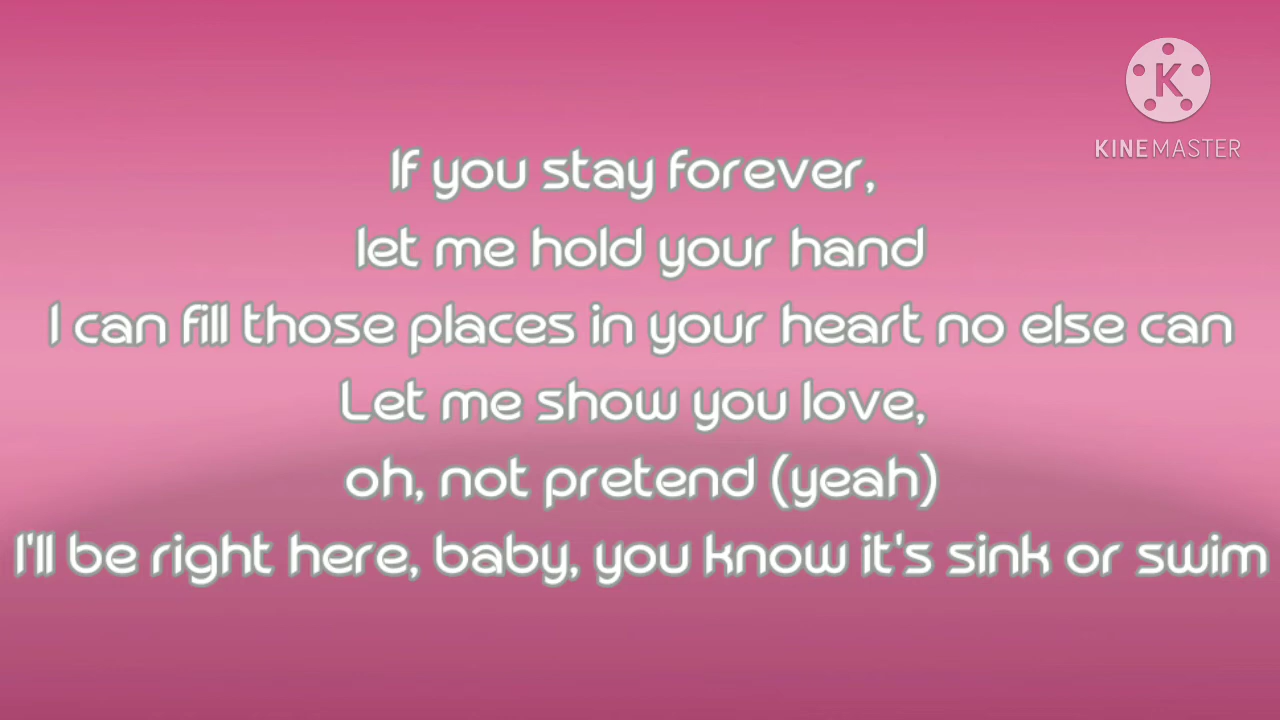 KINEMASTER
If you stay forever,
let me hold your hand
I can fill those places in your heart no else can
Let me show you love,
oh, not pretend (yeah)
I'll be right here, baby, you know it's sink or swim